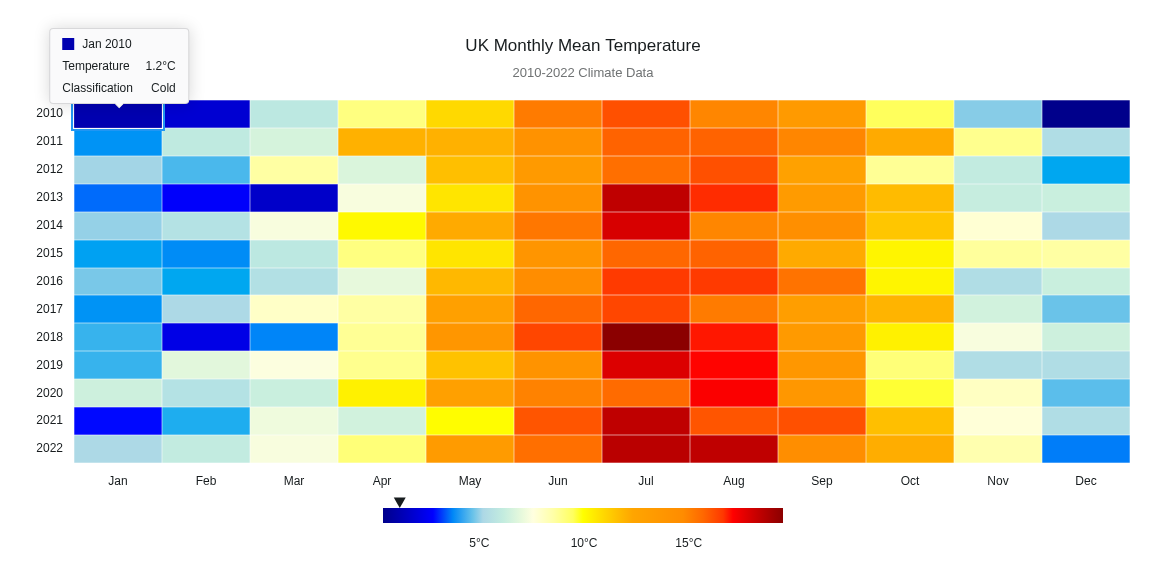 Jan 2010
Temperature 1.2°C
Classification Cold
UK Monthly Mean Temperature
2010-2022 Climate Data
2010
2011
2012
2013
2014
2015
2016
2017
2018
2019
2020
2021
2022
Jan Feb Mar Apr May Jun Jul Aug Sep Oct Nov Dec
5°C 10°C 15°C